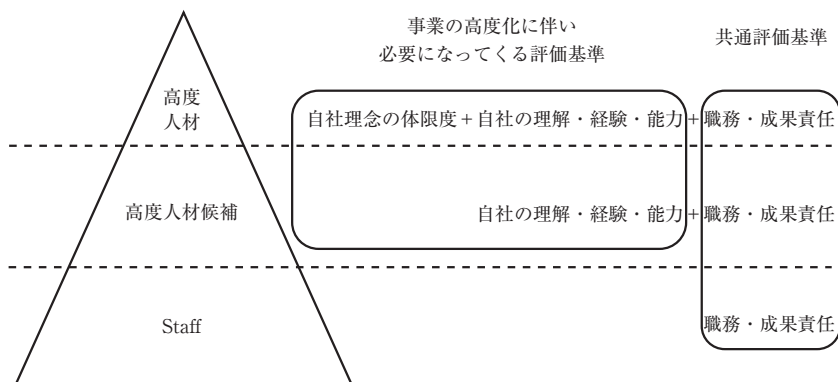 事業の高度化に伴い
必要になってくる評価基準
共通評価基準
高度
人材
自社理念の体限度+自社の理解・経験・能力+職務・成果責任
高度人材候補
自社の理解・経験・能力+職務・成果責任
Staff
職務・成果責任